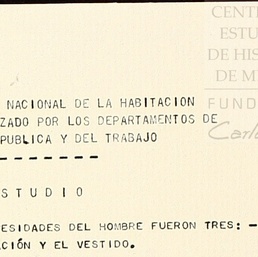 CENT
ESTU
DE HIS
DE M
FUND
Carl
NACIONAL DE LA HABITACION
ZADO POR LOS DEPARTAMENTOS DE
PUBLICA Y DEL TRABAJO
--------
STUDIO
ESIDADES DEL HOMBRE FUERON TRES: -
CIÓN Y EL VESTIDO.